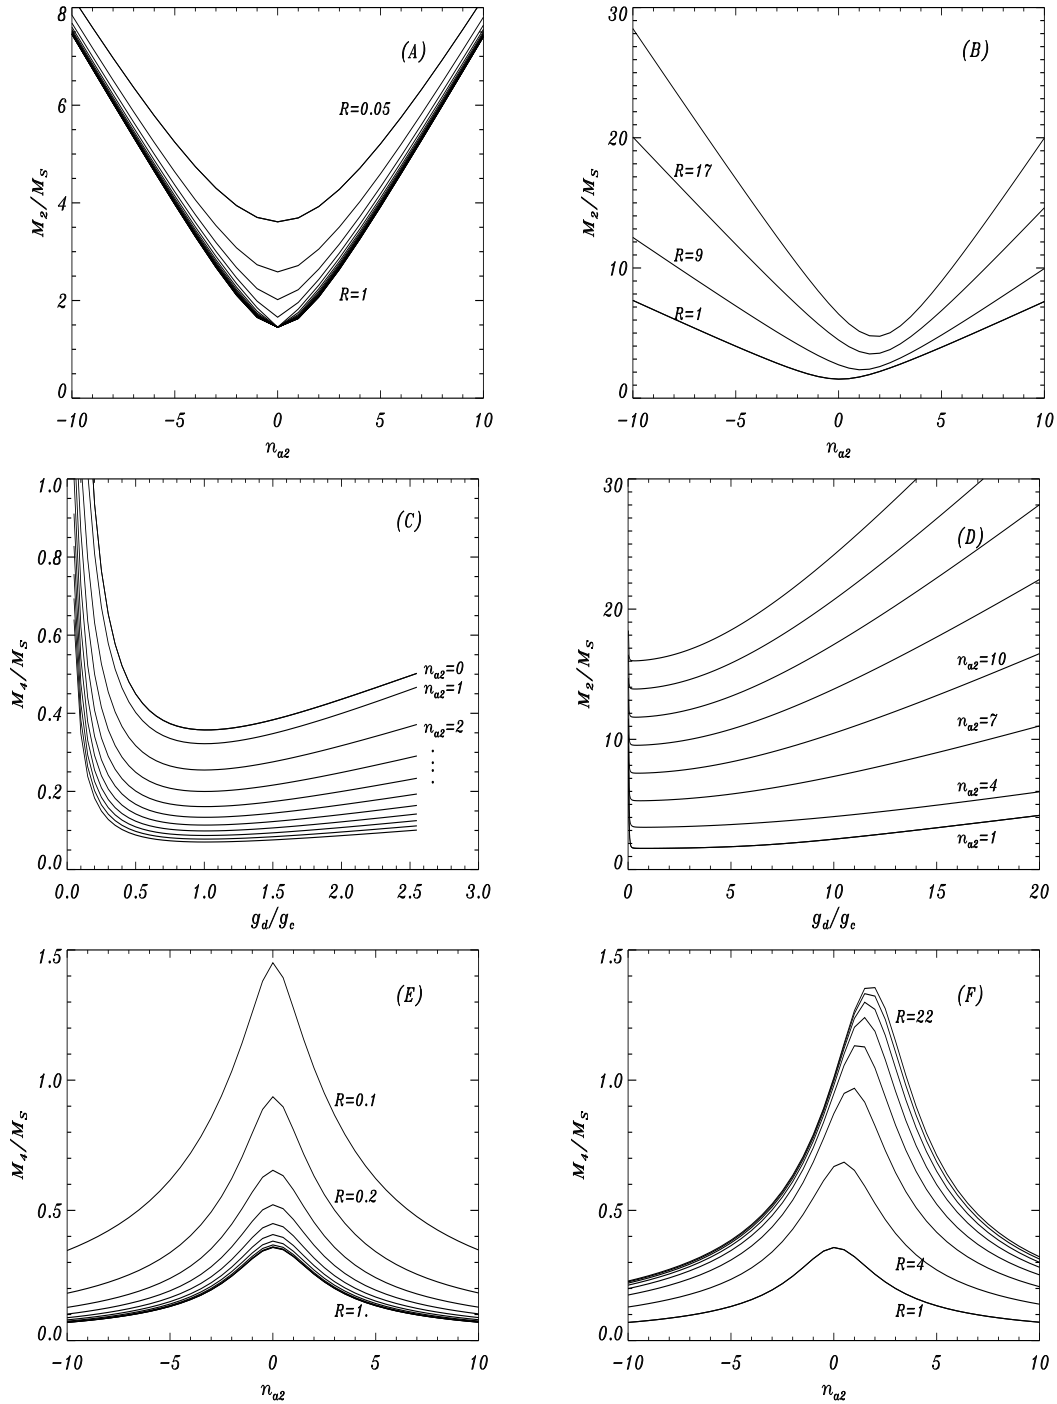 (A)
R=0.05
R=1
M₂/M_S
8
6
4
2
0
-10 -5 0 5 10
n_a2
(B)
R=17
R=9
R=1
M₂/M_S
30
20
10
0
-10 -5 0 5 10
n_a2
(C)
n_a2=0
n_a2=1
n_a2=2
M₄/M_S
1.0
0.8
0.6
0.4
0.2
0.0
0.0 0.5 1.0 1.5 2.0 2.5 3.0
g_d/g_c
(D)
n_a2=10
n_a2=7
n_a2=4
n_a2=1
M₂/M_S
30
20
10
0
0 5 10 15 20
g_d/g_c
(E)
R=0.1
R=0.2
R=1.
M₄/M_S
1.5
1.0
0.5
0.0
-10 -5 0 5 10
n_a2
(F)
R=22
R=4
R=1
M₄/M_S
1.5
1.0
0.5
0.0
-10 -5 0 5 10
n_a2